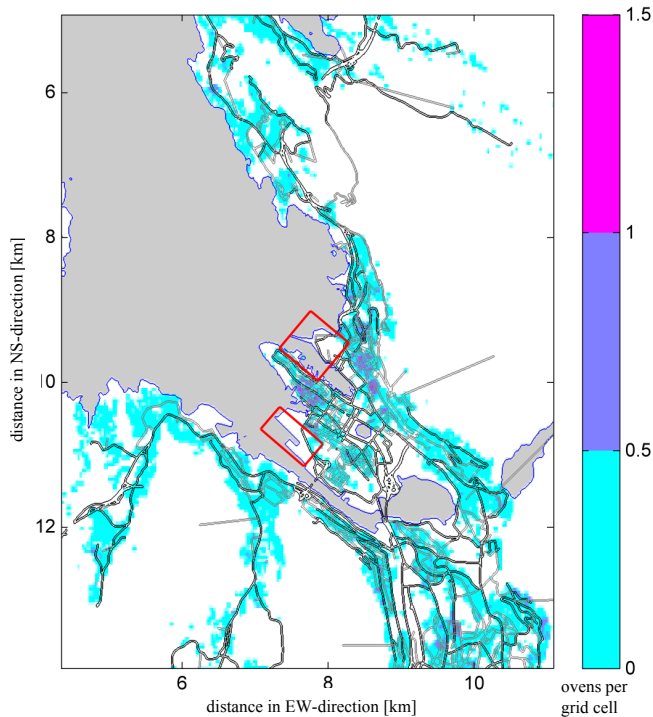 6
8
10
12
distance in NS-direction [km]
6
8
10
distance in EW-direction [km]
1.5
1
0.5
0
ovens per
grid cell